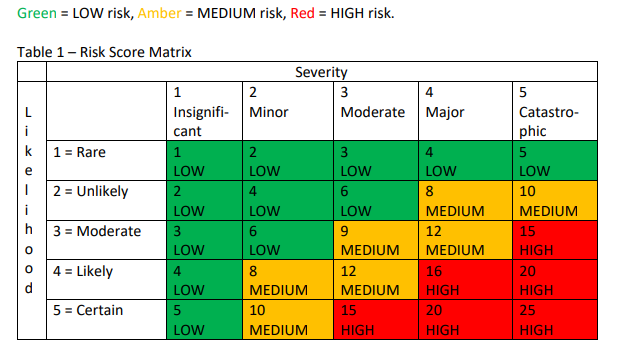 Green = LOW risk, Amber = MEDIUM risk, Red = HIGH risk.
Table 1 – Risk Score Matrix
Severity
Likelihood
1 2 3 4 5
Insignifi- Minor Moderate Major Catastro-
cant phic
1 = Rare 1 2 3 4 5
LOW LOW LOW LOW LOW
2 = Unlikely 2 4 6 8 10
LOW LOW LOW MEDIUM MEDIUM
3 = Moderate 3 6 9 12 15
LOW LOW MEDIUM MEDIUM HIGH
4 = Likely 4 8 12 16 20
LOW MEDIUM MEDIUM HIGH HIGH
5 = Certain 5 10 15 20 25
LOW MEDIUM HIGH HIGH HIGH